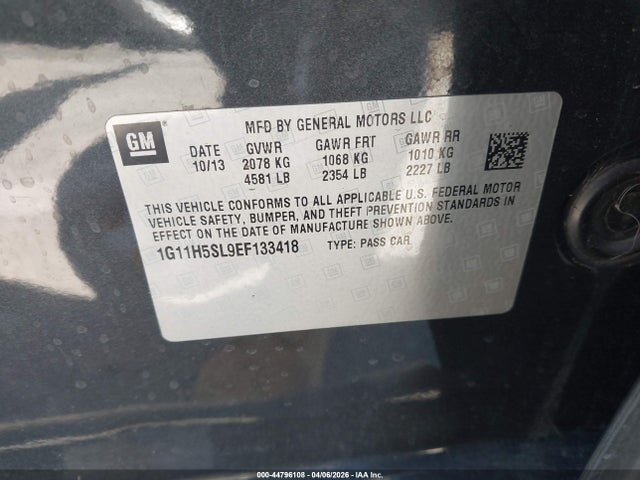 GM
MFD BY GENERAL MOTORS LLC
DATE GVWR GAWR FRT GAWR RR
10/13 2078 KG 1068 KG 1010 KG
4581 LB 2354 LB 2227 LB
THIS VEHICLE CONFORMS TO ALL APPLICABLE U.S. FEDERAL MOTOR
VEHICLE SAFETY, BUMPER, AND THEFT PREVENTION STANDARDS IN
EFFECT ON THE DATE OF MANUFACTURE SHOWN ABOVE.
1G11H5SL9EF133418 TYPE: PASS CAR
000-44796108 - 04/06/2026 - IAA Inc.